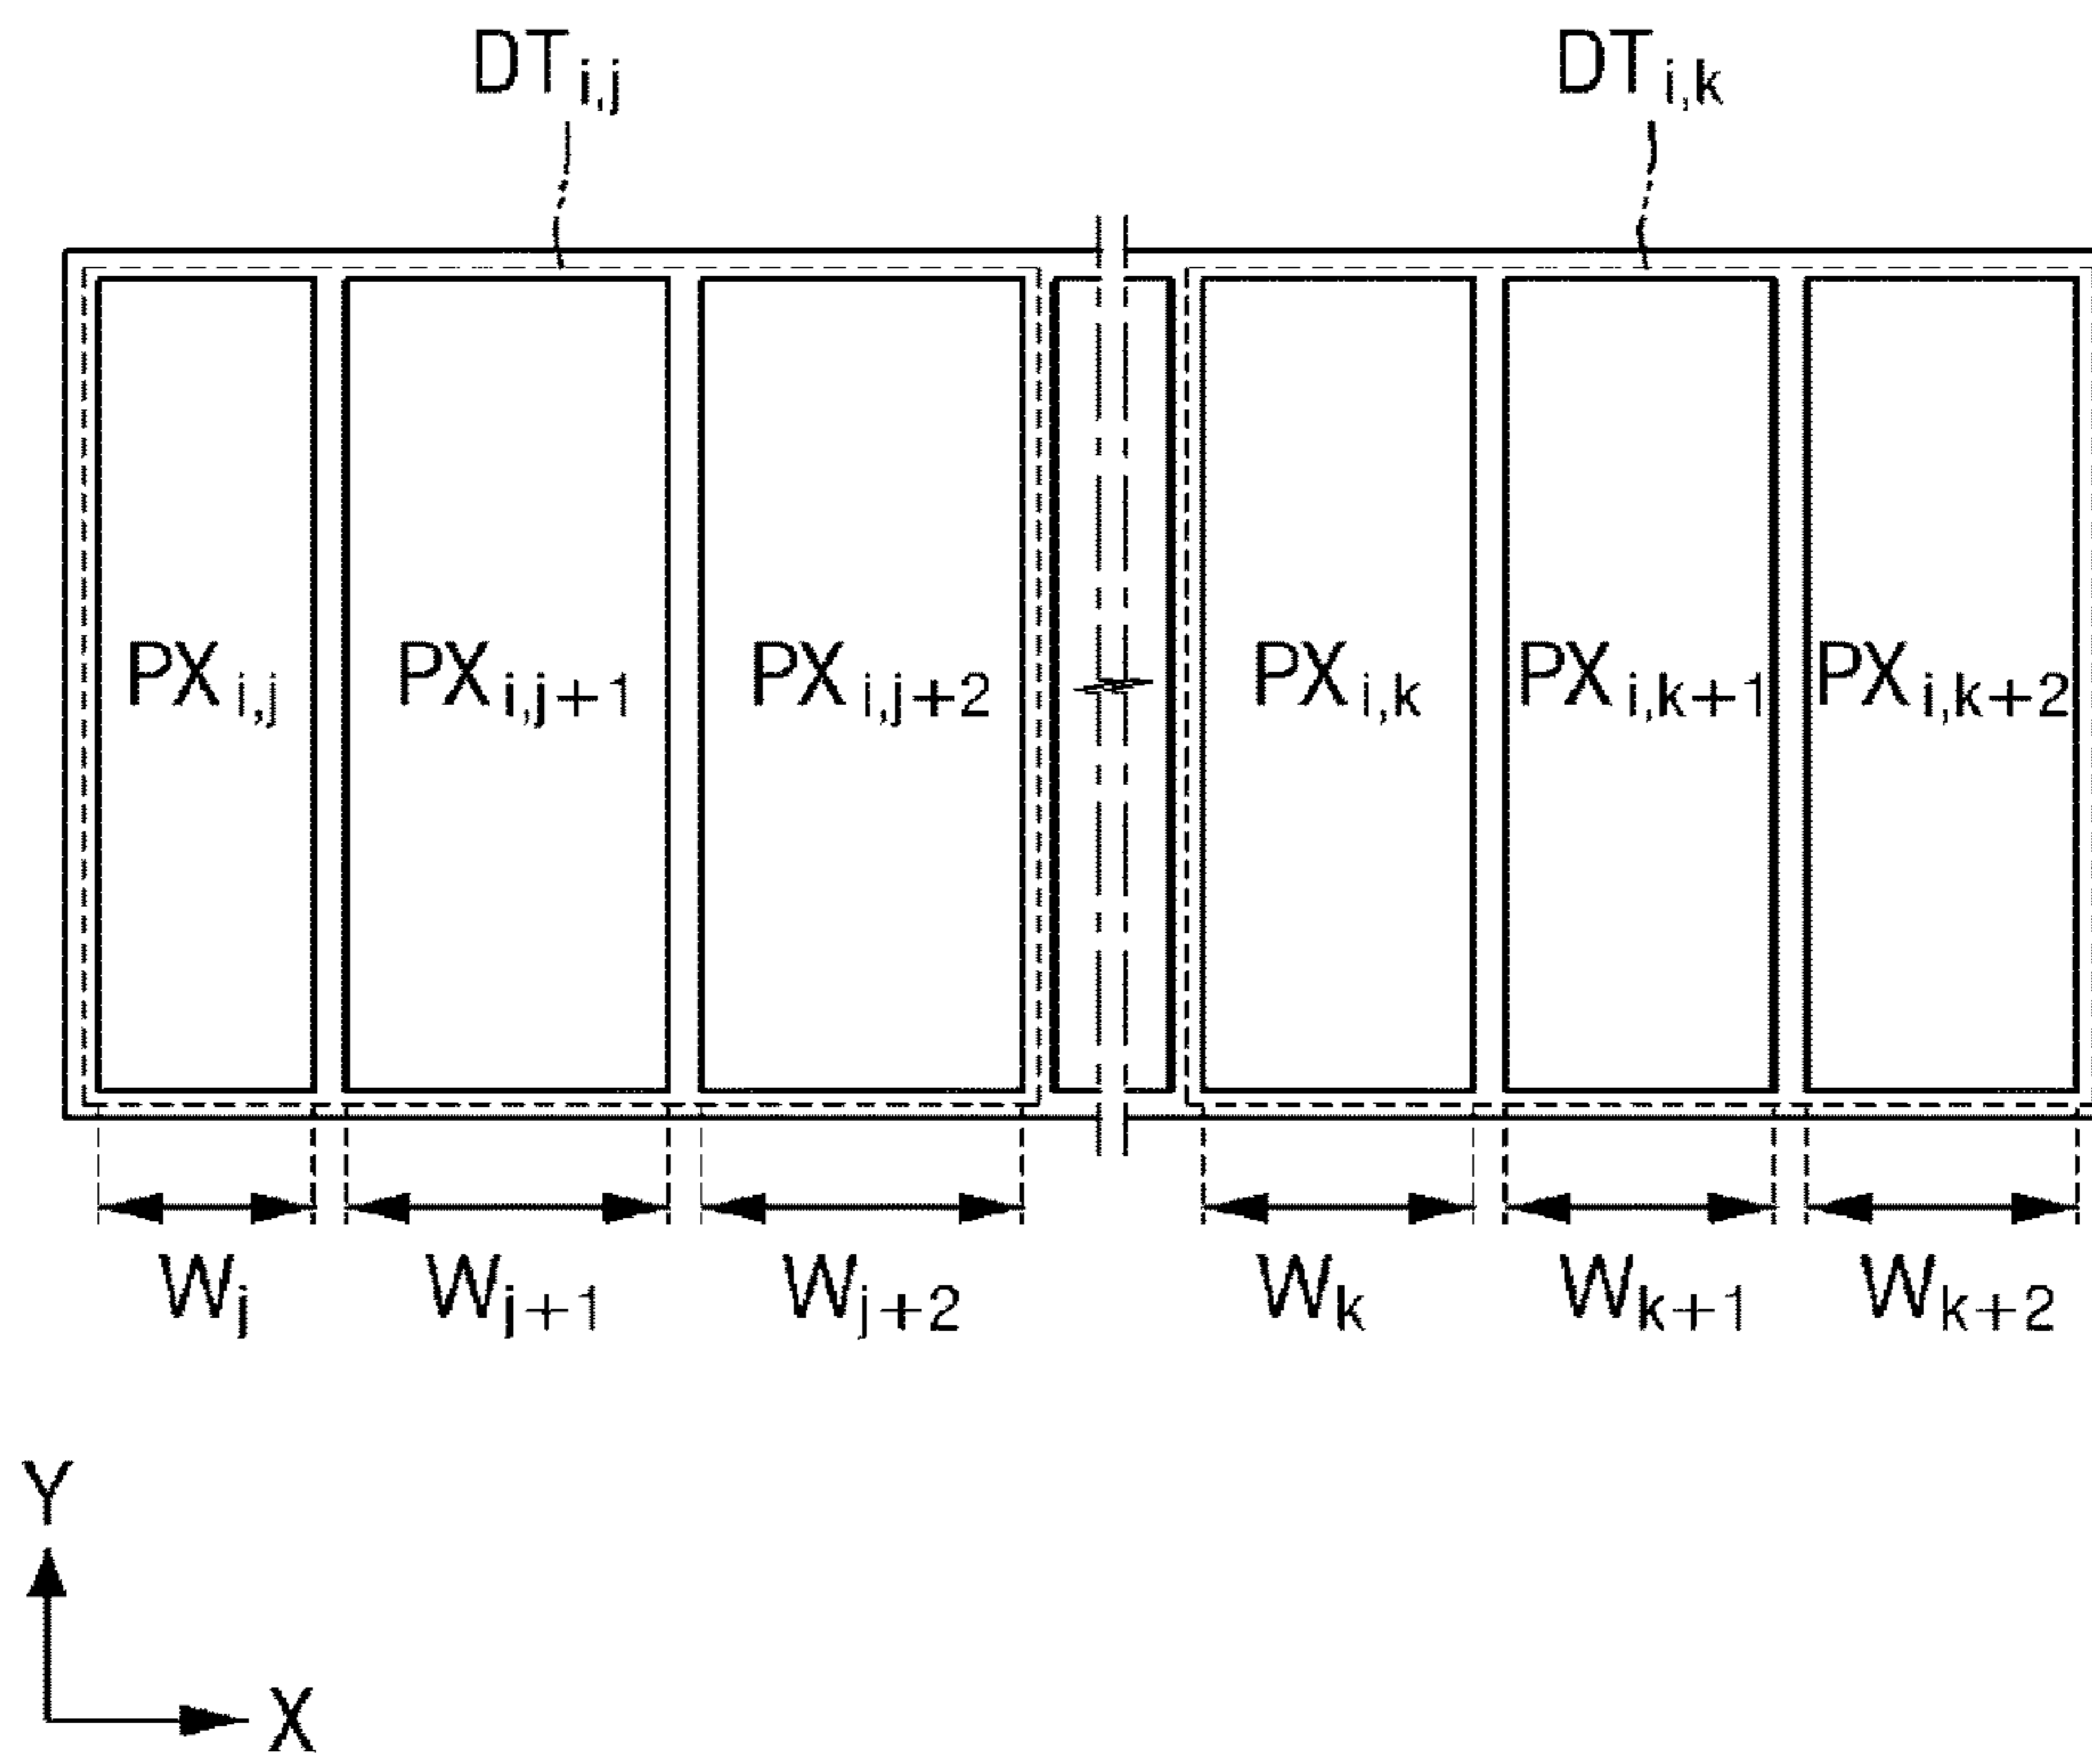 DTi,j DTi,k
PXi,j PXi,j+1 PXi,j+2 PXi,k PXi,k+1 PXi,k+2
Wj Wj+1 Wj+2 Wk Wk+1 Wk+2
Y
X